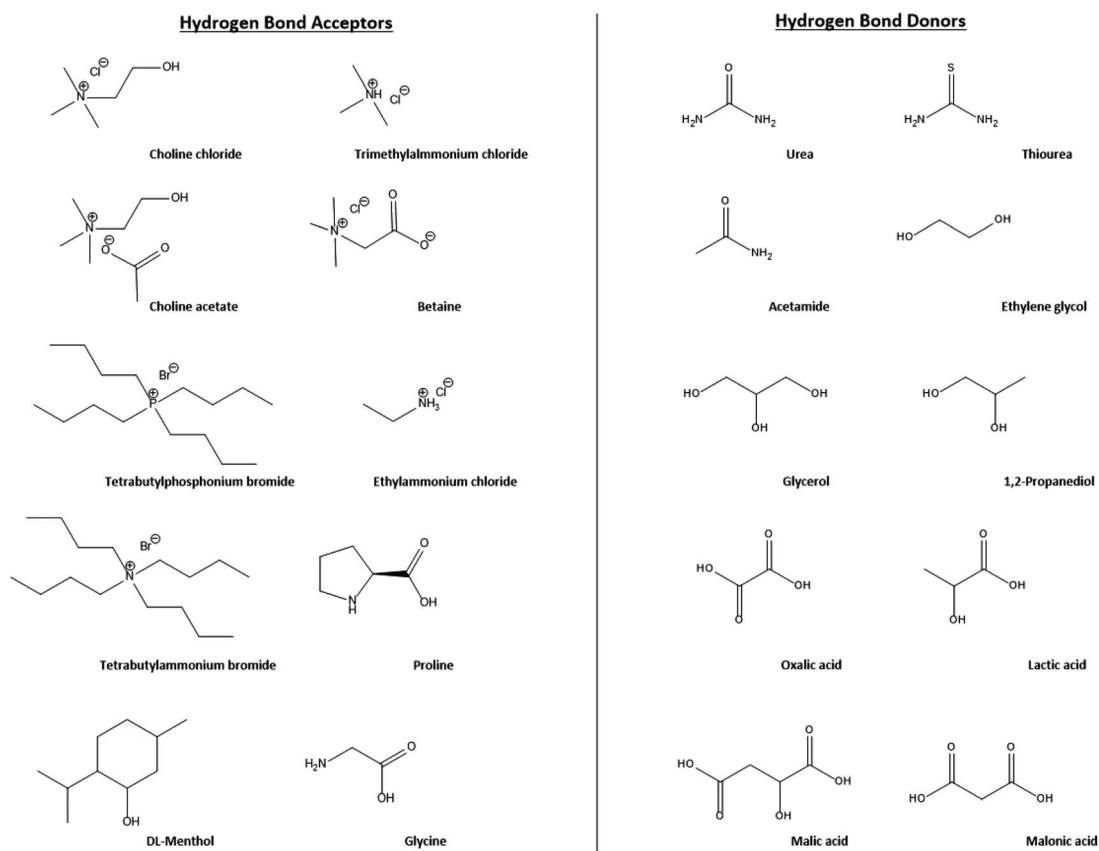 Hydrogen Bond Acceptors
Cl⊖
OH
N⊕
Choline chloride
⊕
NH
Cl⊖
Trimethylalmmonium chloride
OH
N⊕
⊖
O
O
Choline acetate
O
Cl⊖
N⊕
O⊖
Betaine
Br⊖
⊕
P
Tetrabutylphosphonium bromide
⊕
Cl⊖
NH3
Ethylammonium chloride
Br⊖
⊕
N
Tetrabutylammonium bromide
O
N
H
OH
Proline
OH
DL-Menthol
H2N
O
OH
Glycine
Hydrogen Bond Donors
O
H2N
NH2
Urea
S
H2N
NH2
Thiourea
O
NH2
Acetamide
HO
OH
Ethylene glycol
HO
OH
OH
Glycerol
HO
OH
1,2-Propanediol
O
HO
OH
O
Oxalic acid
O
OH
OH
Lactic acid
O
HO
OH
O
OH
Malic acid
O
O
HO
OH
Malonic acid